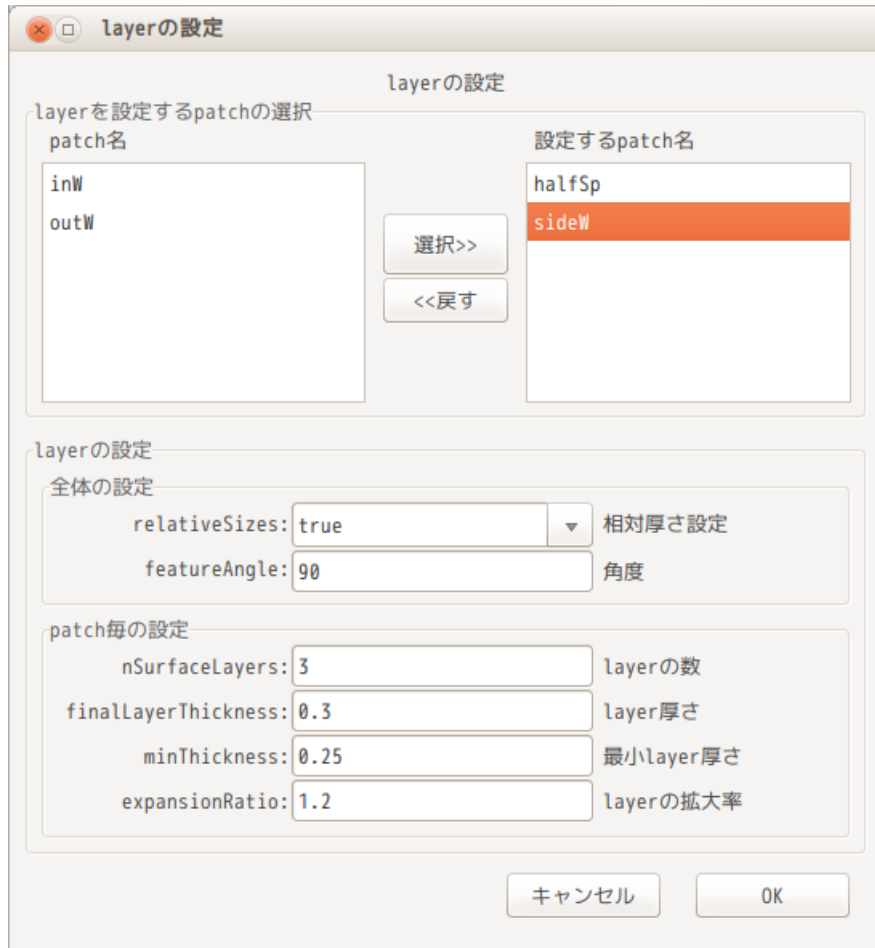 layerの設定
layerの設定
layerを設定するpatchの選択
patch名
設定するpatch名
inW
outW
選択>>
<<戻す
halfSp
sideW
layerの設定
全体の設定
relativeSizes: true 相対厚さ設定
featureAngle: 90 角度
patch毎の設定
nSurfaceLayers: 3 layerの数
finalLayerThickness: 0.3 layer厚さ
minThickness: 0.25 最小layer厚さ
expansionRatio: 1.2 layerの拡大率
キャンセル OK